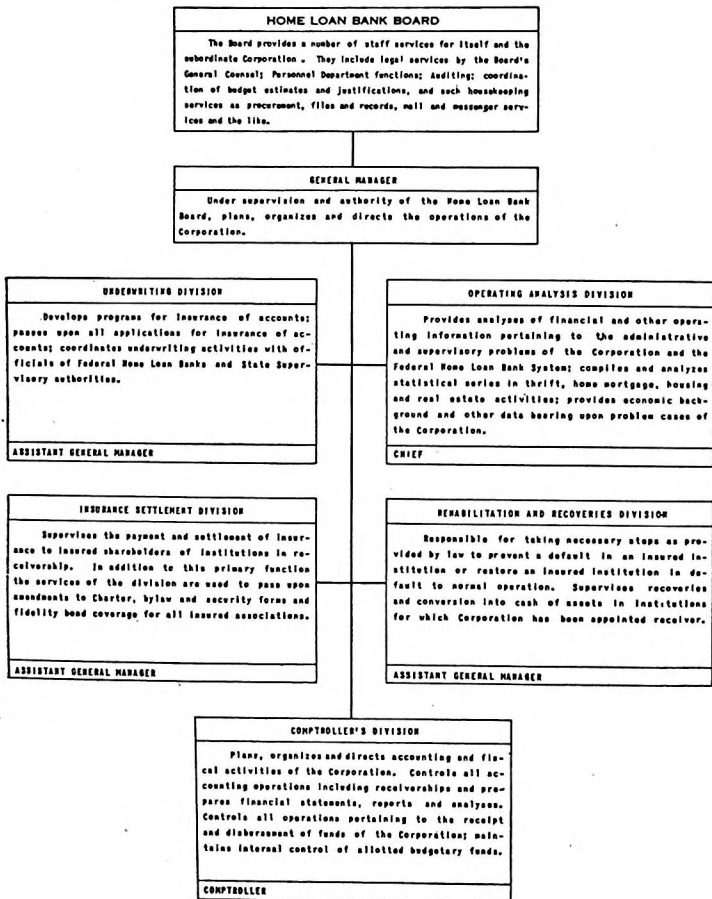 HOME LOAN BANK BOARD
The Board provides a number of staff services for itself and the
subordinate Corporation. They include legal services by the Board's
General Counsel; Personnel Department functions; Auditing; coordina-
tion of budget estimates and justifications, and such housekeeping
services as procurement, files and records, mail and messenger serv-
ices and the like.
GENERAL MANAGER
Under supervision and authority of the Home Loan Bank
Board, plans, organizes and directs the operations of the
Corporation.
UNDERWRITING DIVISION
Develops programs for insurance of accounts;
passes upon all applications for insurance of ac-
counts; coordinates underwriting activities with of-
ficials of Federal Home Loan Banks and State Super-
visory authorities.
ASSISTANT GENERAL MANAGER
OPERATING ANALYSIS DIVISION
Provides analyses of financial and other opera-
ting information pertaining to the administrative
and supervisory problems of the Corporation and the
Federal Home Loan Bank System; compiles and analyzes
statistical series in thrift, home mortgage, housing
and real estate activities; provides economic back-
ground and other data bearing upon problem cases of
the Corporation.
CHIEF
INSURANCE SETTLEMENT DIVISION
Supervises the payment and settlement of insur-
ance to insured shareholders of institutions in re-
ceivership. In addition to this primary function
the services of the division are used to pass upon
amendments to Charter, bylaw and security forms and
fidelity bond coverage for all insured associations.
ASSISTANT GENERAL MANAGER
REHABILITATION AND RECOVERIES DIVISION
Responsible for taking necessary steps as pro-
vided by law to prevent a default in an insured in-
stitution or restore an insured institution in de-
fault to normal operation. Supervises recoveries
and conversion into cash of assets in institutions
for which Corporation has been appointed receiver.
ASSISTANT GENERAL MANAGER
COMPTROLLER'S DIVISION
Plans, organizes and directs accounting and fis-
cal activities of the Corporation. Controls all ac-
counting operations including receiverships and pre-
pares financial statements, reports and analyses.
Controls all operations pertaining to the receipt
and disbursement of funds of the Corporation; main-
tains internal control of allotted budgetary funds.
COMPTROLLER